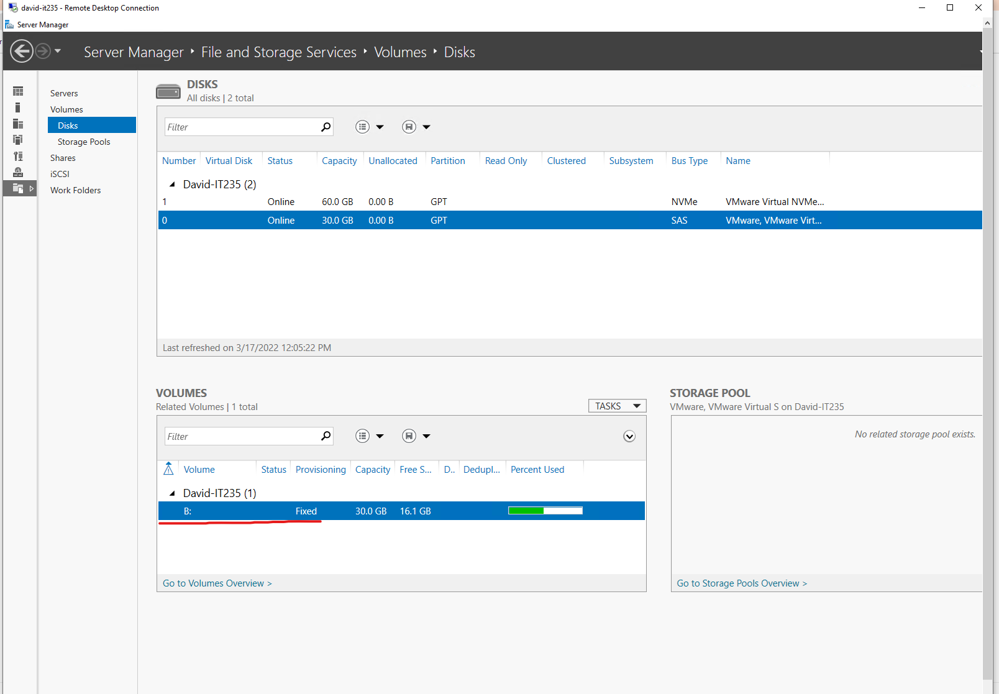 david-it235 - Remote Desktop Connection
Server Manager
Server Manager File and Storage Services Volumes Disks
Servers
Volumes
Disks
Storage Pools
Shares
iSCSI
Work Folders
DISKS
All disks | 2 total
Filter
Number Virtual Disk Status Capacity Unallocated Partition Read Only Clustered Subsystem Bus Type Name
David-IT235 (2)
1 Online 60.0 GB 0.00 B GPT NVMe VMware Virtual NVMe...
0 Online 30.0 GB 0.00 B GPT SAS VMware, VMware Virt...
Last refreshed on 3/17/2022 12:05:22 PM
VOLUMES
Related Volumes | 1 total
TASKS
Filter
Volume Status Provisioning Capacity Free S... D.. Dedupl... Percent Used
David-IT235 (1)
B: Fixed 30.0 GB 16.1 GB
Go to Volumes Overview >
STORAGE POOL
VMware, VMware Virtual S on David-IT235
No related storage pool exists.
Go to Storage Pools Overview >